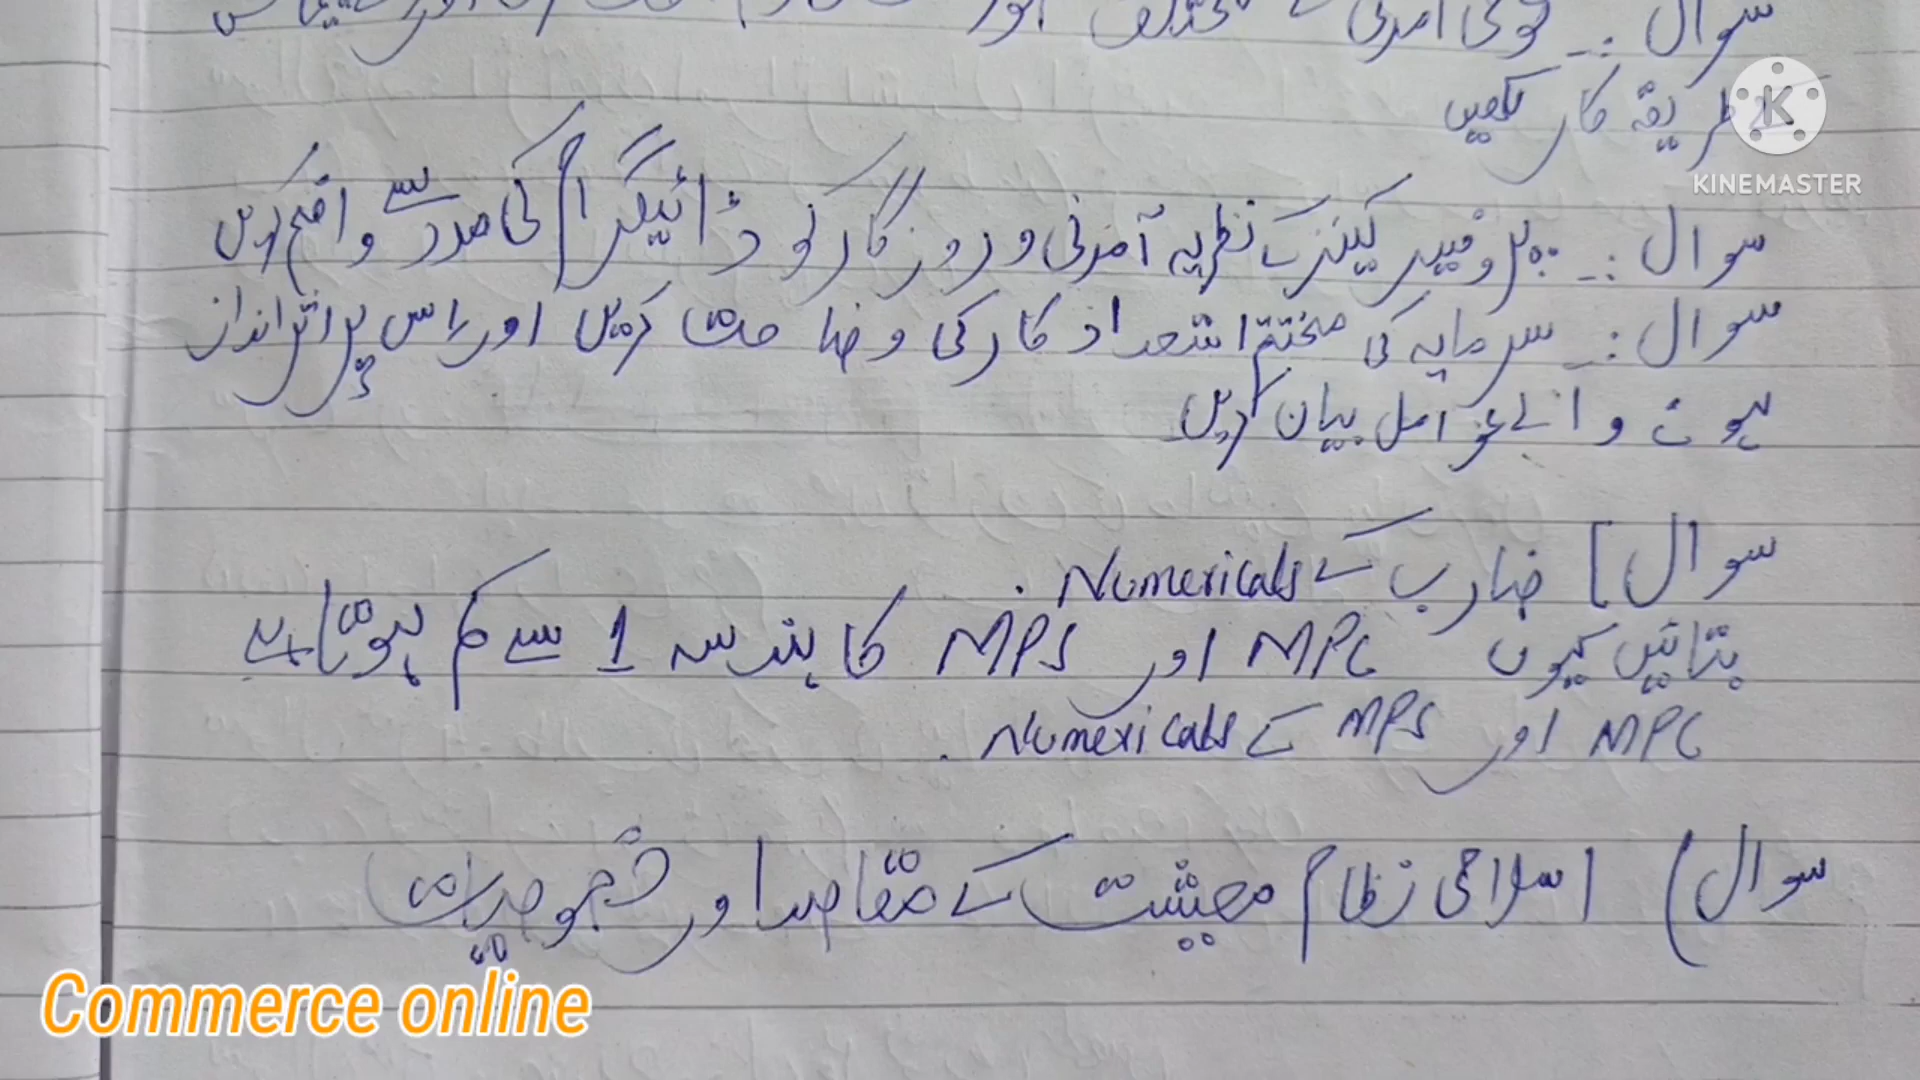 سوال :۔ قومی آمدنی کے مختلف
طریقہ کار لکھیں
سوال :۔ پروفیسر کینز کے نظریہ آمدنی و روزگار کو ڈائیگرام کی مدد سے واضح کریں
سوال :۔ سرمایہ کی مختتم استعداد کار کی وضاحت کریں اور اس پر اثر انداز
ہونے والے عوامل بیان کریں
سوال ] ضارب کے Numericals.
بتائیں کیوں MPC اور MPS کا ہندسہ 1 سے کم ہوتا ہے
MPC اور MPS کے Numericals.
سوال ) اسلامی نظام معیشت کے مقاصد اور خصوصیات
K
KINEMASTER
Commerce online